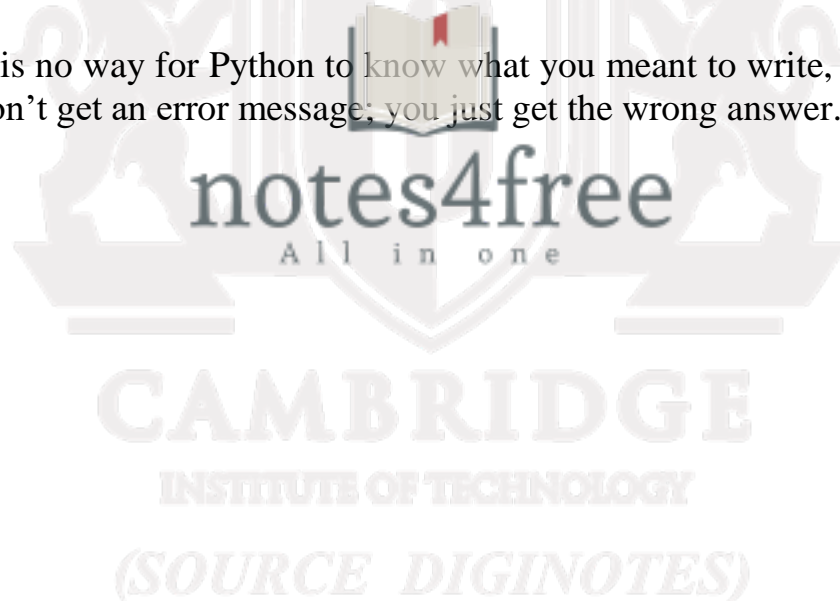 is no way for Python to know what you meant to write,
n't get an error message; you just get the wrong answer.
notes4free
All in one
CAMBRIDGE
INSTITUTE OF TECHNOLOGY
(SOURCE DIGINOTES)